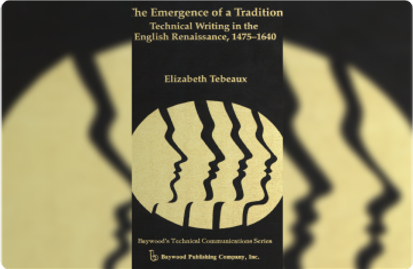 The Emergence of a Tradition
Technical Writing in the
English Renaissance, 1475–1640
Elizabeth Tebeaux
Baywood's Technical Communications Series
Baywood Publishing Company, Inc.